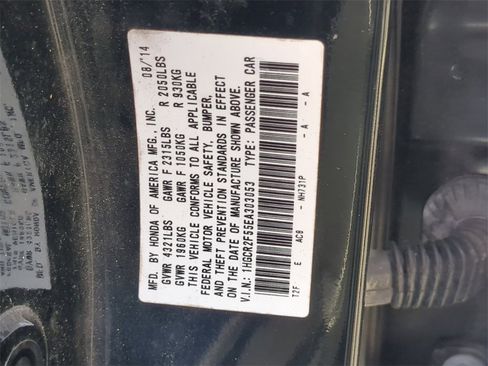 MFD. BY HONDA OF AMERICA MFG., INC. 08/'14
GVWR 4321LBS GAWR F 2315LBS R 2050LBS
GVWR 1960KG GAWR F 1050KG R 930KG
THIS VEHICLE CONFORMS TO ALL APPLICABLE
FEDERAL MOTOR VEHICLE SAFETY, BUMPER,
AND THEFT PREVENTION STANDARDS IN EFFECT
ON THE DATE OF MANUFACTURE SHOWN ABOVE.
V.I.N.: 1HGCR2F55EA303053 TYPE: PASSENGER CAR
T2F E AC8 - NH731P - A - A